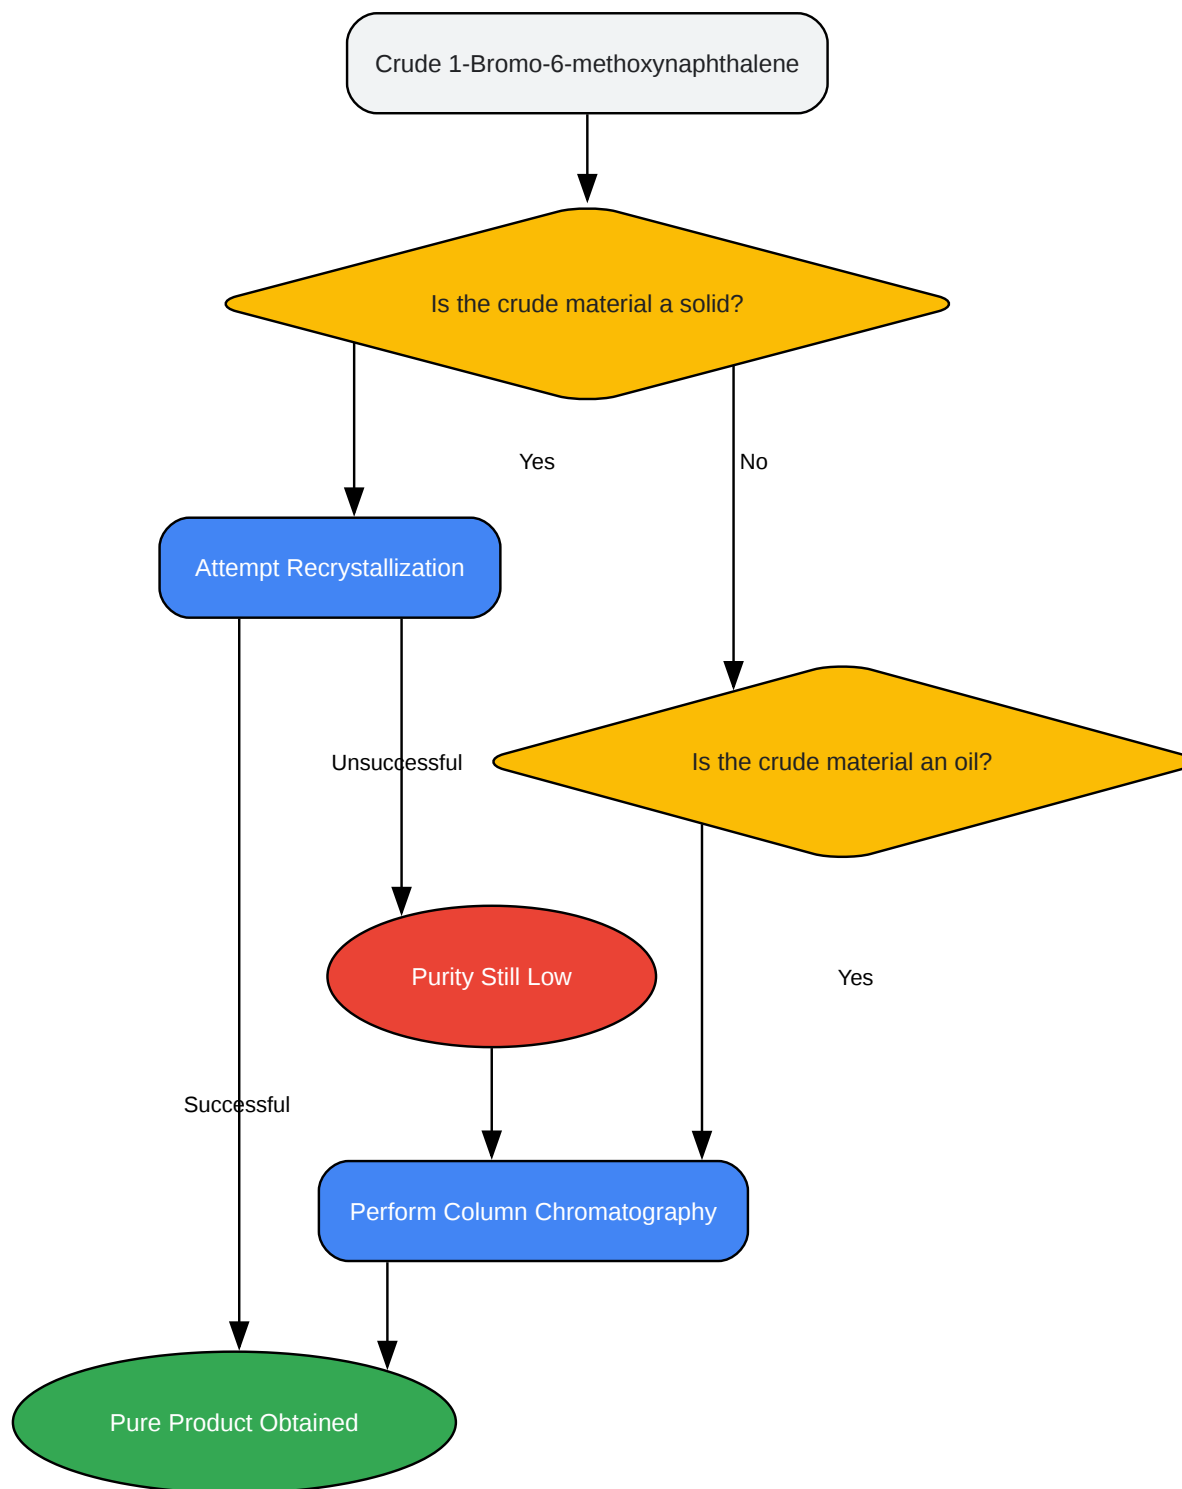 Crude 1-Bromo-6-methoxynaphthalene
Is the crude material a solid?
Yes
No
Attempt Recrystallization
Unsuccessful
Is the crude material an oil?
Purity Still Low
Yes
Successful
Perform Column Chromatography
Pure Product Obtained